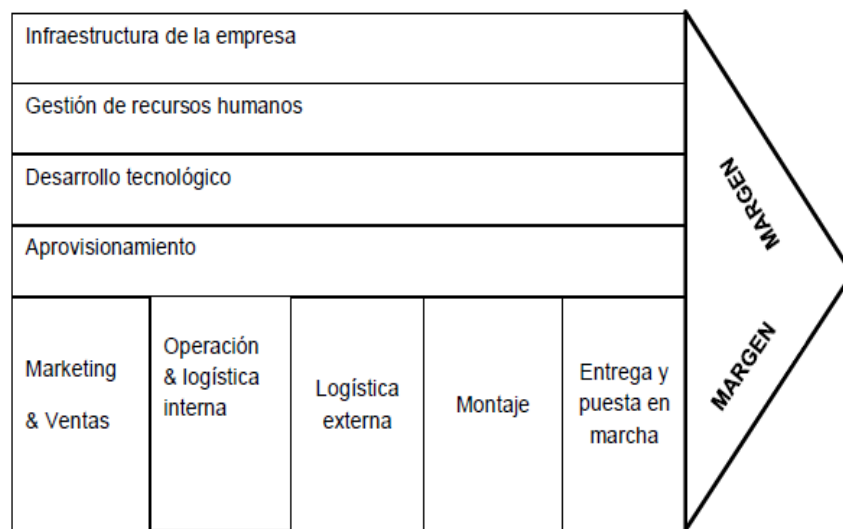 Infraestructura de la empresa
Gestión de recursos humanos
Desarrollo tecnológico
Aprovisionamiento
Marketing
& Ventas
Operación
& logística
interna
Logística
externa
Montaje
Entrega y
puesta en
marcha
MARGEN
MARGEN